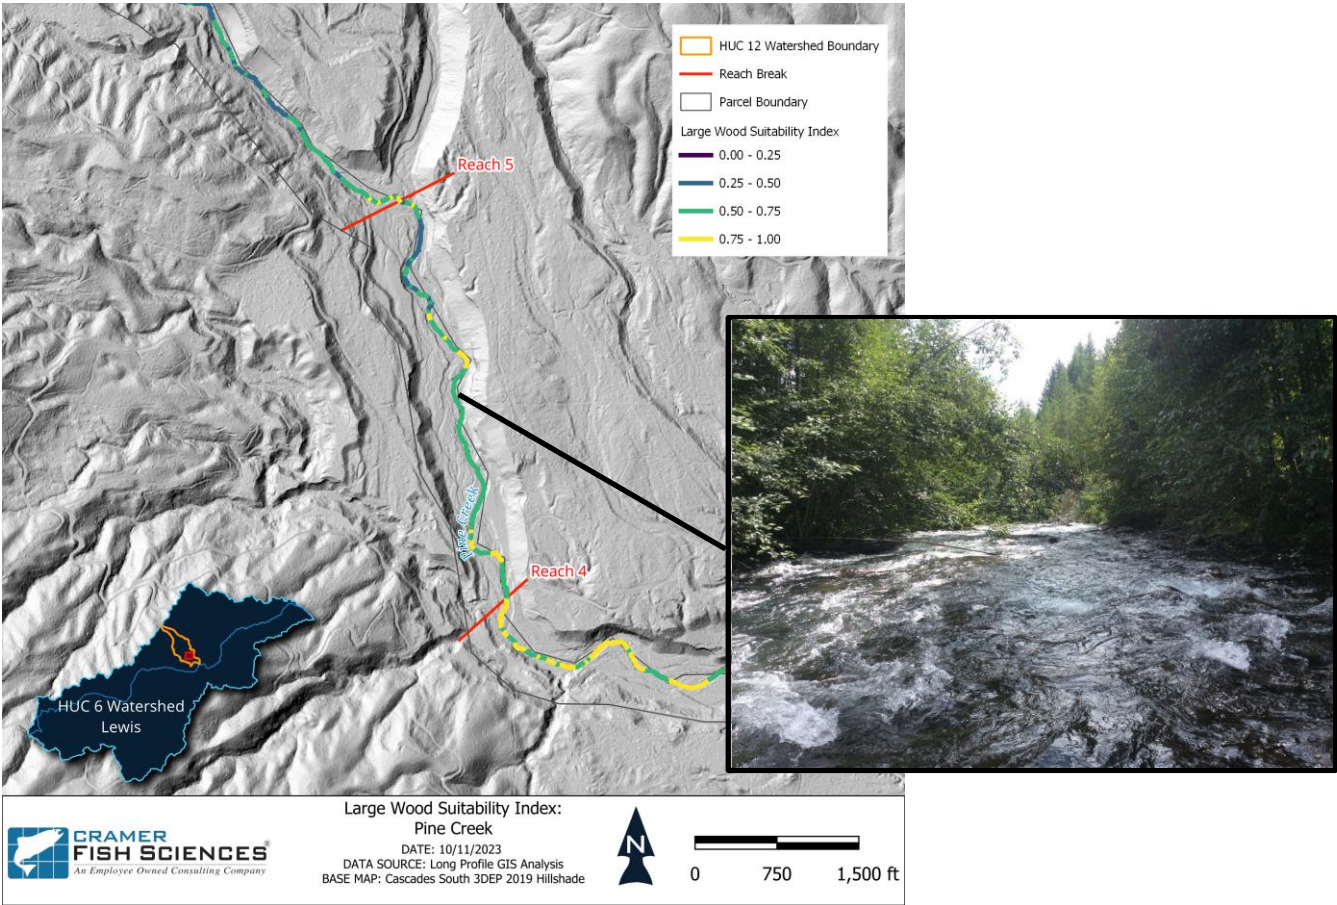 HUC 12 Watershed Boundary
Reach Break
Parcel Boundary
Large Wood Suitability Index
0.00 - 0.25
0.25 - 0.50
0.50 - 0.75
0.75 - 1.00
Reach 5
Pine Creek
Reach 4
HUC 6 Watershed
Lewis
CRAMER
FISH SCIENCES®
An Employee Owned Consulting Company
Large Wood Suitability Index:
Pine Creek
DATE: 10/11/2023
DATA SOURCE: Long Profile GIS Analysis
BASE MAP: Cascades South 3DEP 2019 Hillshade
N
0 750 1,500 ft